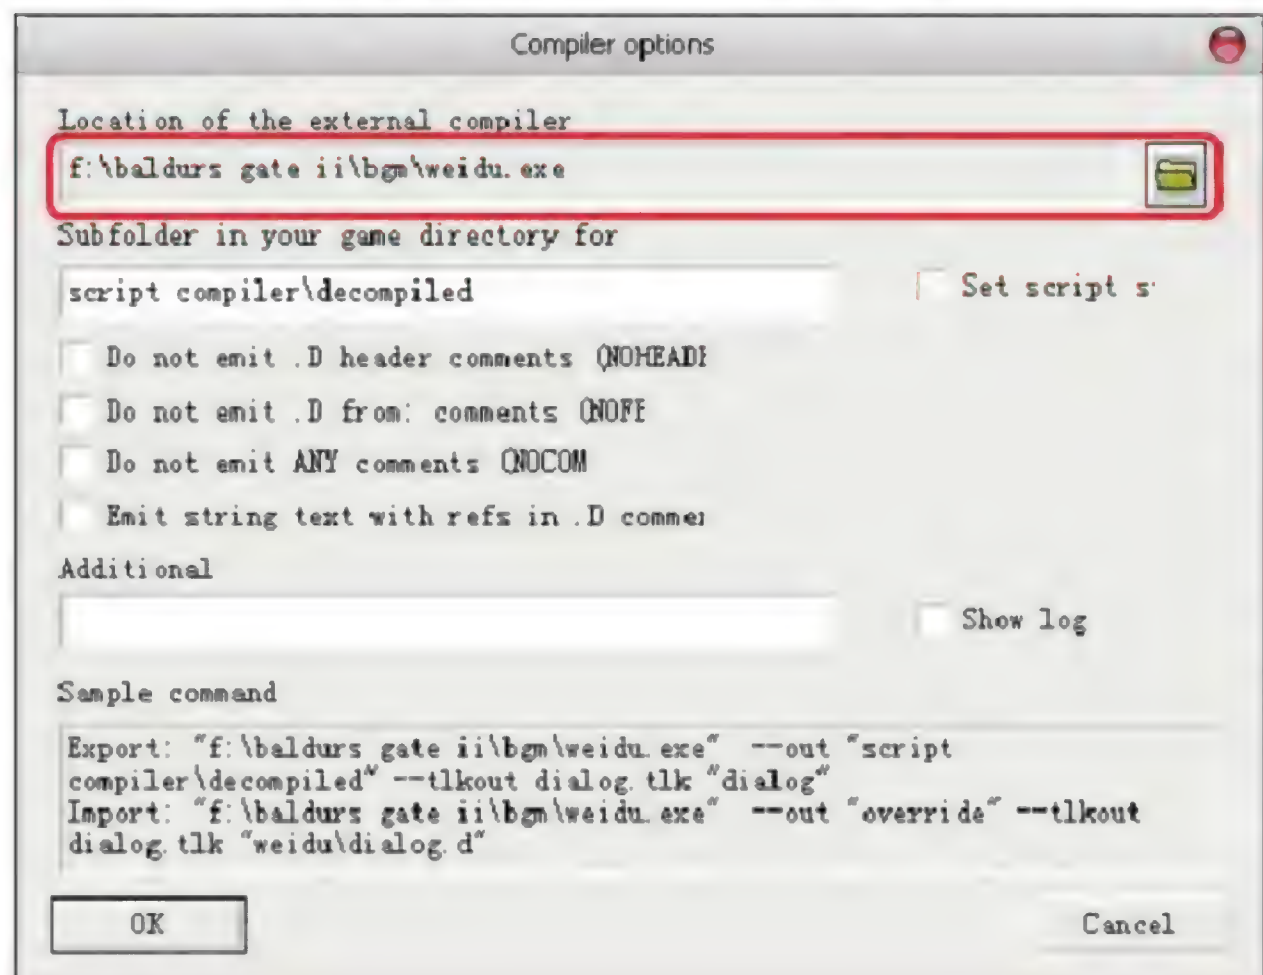 Compiler options
Location of the external compiler
f:\baldurs gate ii\bgm\weidu.exe
Subfolder in your game directory for
script compiler\decompiled
Set script s
Do not emit .D header comments (NOHEADE
Do not emit .D from: comments (NOFF
Do not emit ANY comments (NOCOM
Emit string text with refs in .D commer
Additional
Show log
Sample command
Export: "f:\baldurs gate ii\bgm\weidu.exe" --out "script
compiler\decompiled" --tlkout dialog.tlk "dialog"
Import: "f:\baldurs gate ii\bgm\weidu.exe" --out "override" --tlkout
dialog.tlk "weidu\dialog.d"
OK
Cancel